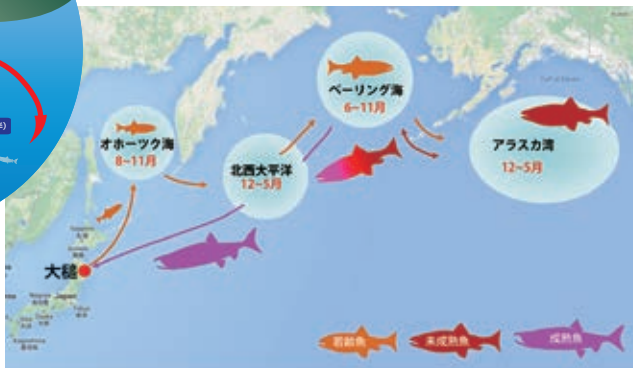 ベーリング海
6~11月
オホーツク海
8~11月
北西太平洋
12~5月
アラスカ湾
12~5月
大槌
Japan
若齢魚
未成熟魚
成熟魚